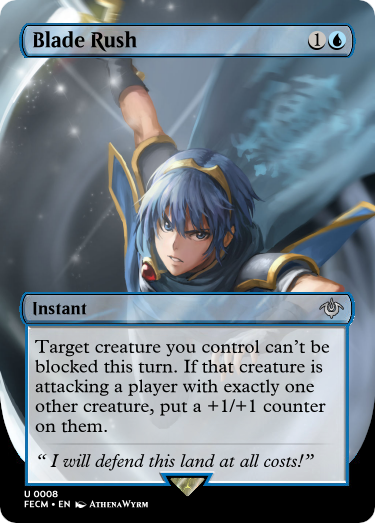 Blade Rush 1
Instant
Target creature you control can't be
blocked this turn. If that creature is
attacking a player with exactly one
other creature, put a +1/+1 counter
on them.
“ I will defend this land at all costs!”
U 0008
FECM • EN AthenaWyrm